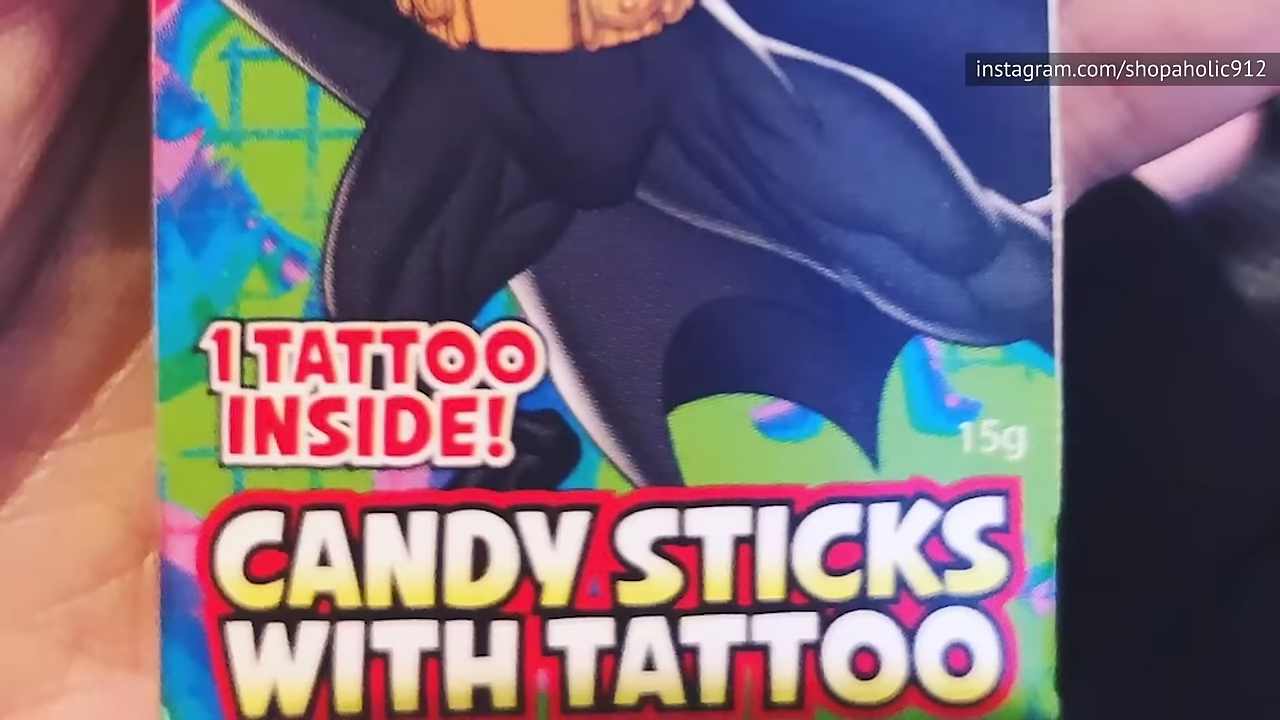 instagram.com/shopaholic912
1 TATTOO
INSIDE!
15g
CANDY STICKS
WITH TATTOO